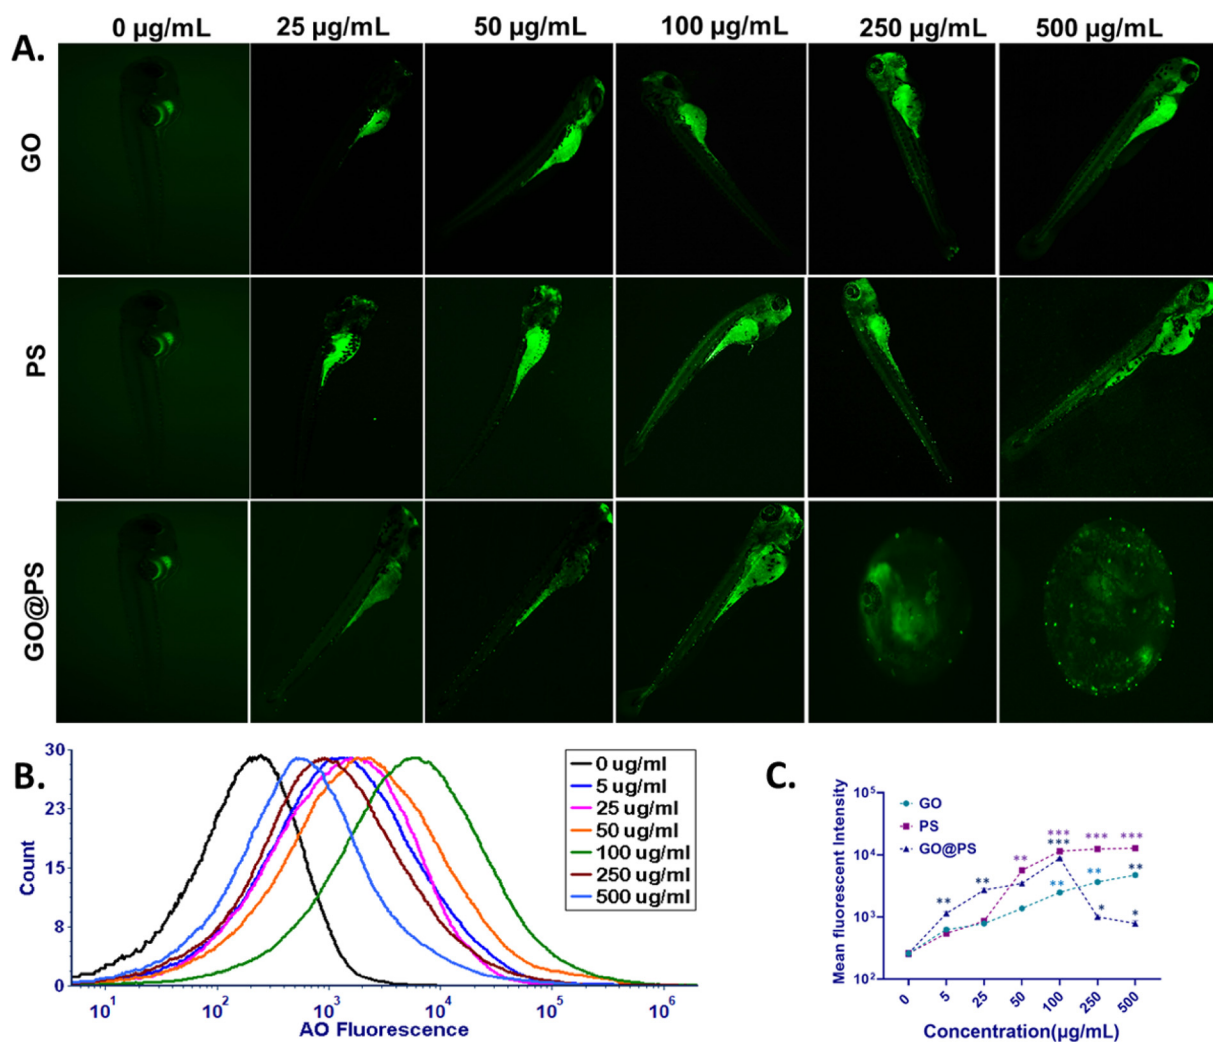 A.
0 µg/mL 25 µg/mL 50 µg/mL 100 µg/mL 250 µg/mL 500 µg/mL
GO
PS
GO@PS
B.
30
23
15
8
0
Count
10¹ 10² 10³ 10⁴ 10⁵ 10⁶
AO Fluorescence
0 ug/ml
5 ug/ml
25 ug/ml
50 ug/ml
100 ug/ml
250 ug/ml
500 ug/ml
C.
10⁵
10⁴
10³
10²
Mean fluorescent Intensity
GO
PS
GO@PS
** ** ** *** *** *** *** ** ** ** * *
0 5 25 50 100 250 500
Concentration(µg/mL)